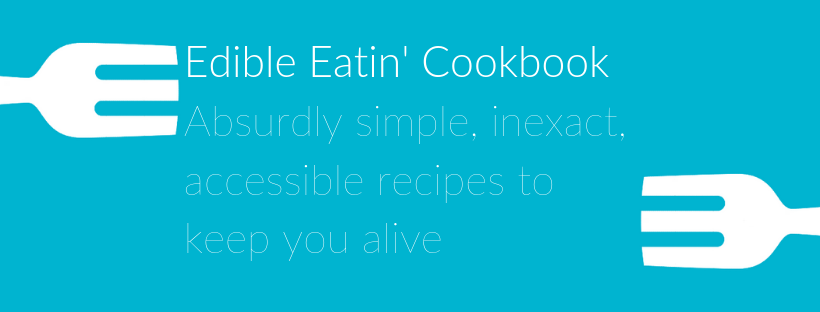 Edible Eatin' Cookbook
Absurdly simple, inexact,
accessible recipes to
keep you alive